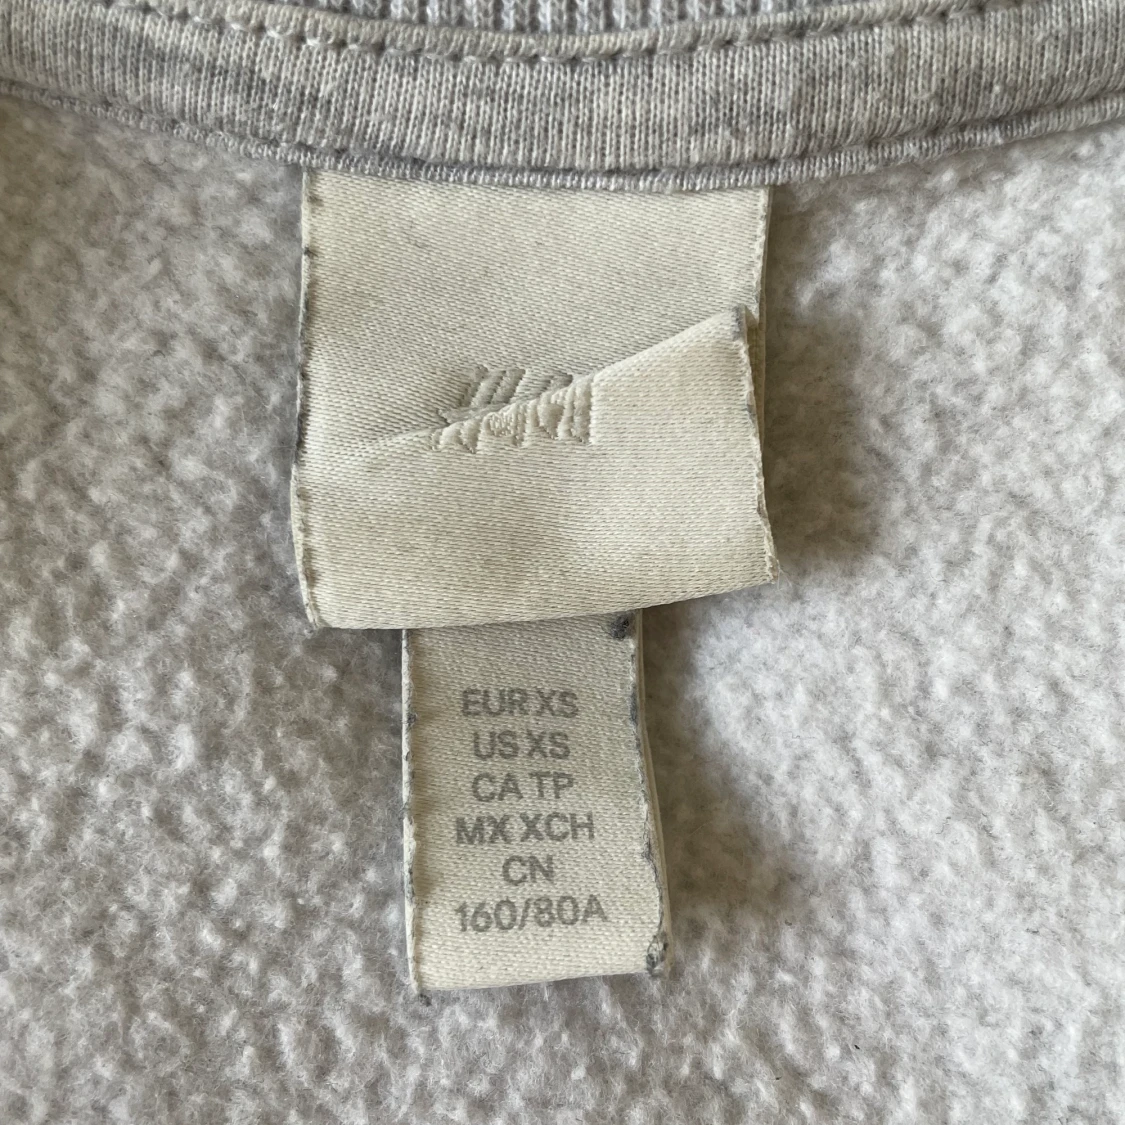 EUR XS
US XS
CA TP
MX XCH
CN
160/80A